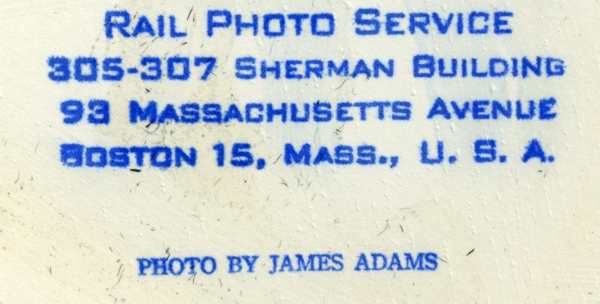 RAIL PHOTO SERVICE
305-307 SHERMAN BUILDING
93 MASSACHUSETTS AVENUE
BOSTON 15, MASS., U. S. A.
PHOTO BY JAMES ADAMS